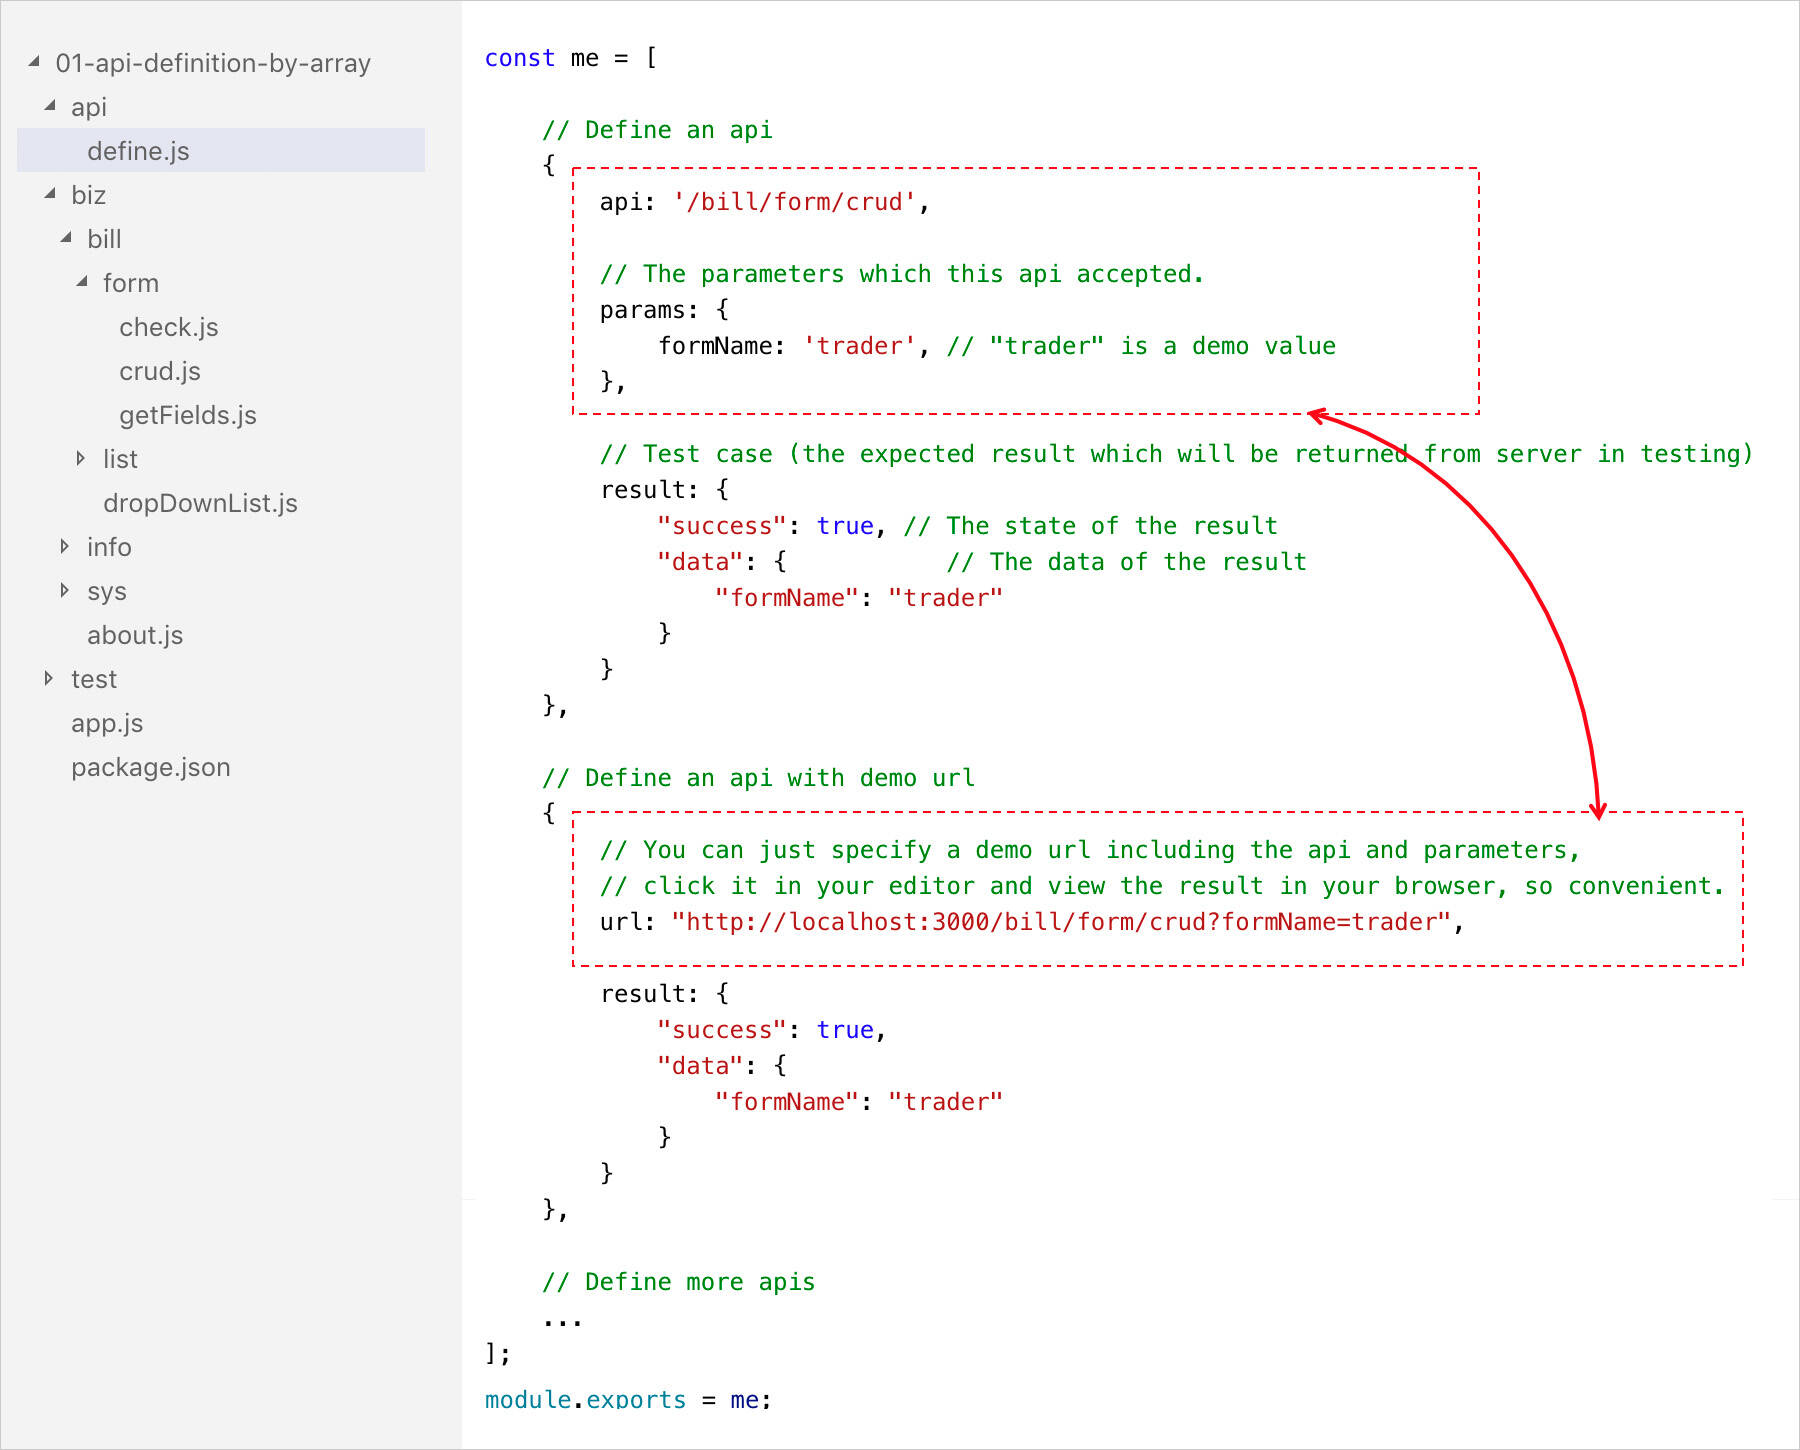 01-api-definition-by-array
api
define.js
biz
bill
form
check.js
crud.js
getFields.js
list
dropDownList.js
info
sys
about.js
test
app.js
package.json
const me = [
// Define an api
{
api: '/bill/form/crud',
// The parameters which this api accepted.
params: {
formName: 'trader', // "trader" is a demo value
},
// Test case (the expected result which will be returned from server in testing)
result: {
"success": true, // The state of the result
"data": { // The data of the result
"formName": "trader"
}
}
},
// Define an api with demo url
{
// You can just specify a demo url including the api and parameters,
// click it in your editor and view the result in your browser, so convenient.
url: "http://localhost:3000/bill/form/crud?formName=trader",
result: {
"success": true,
"data": {
"formName": "trader"
}
}
},
// Define more apis
...
];
module.exports = me;